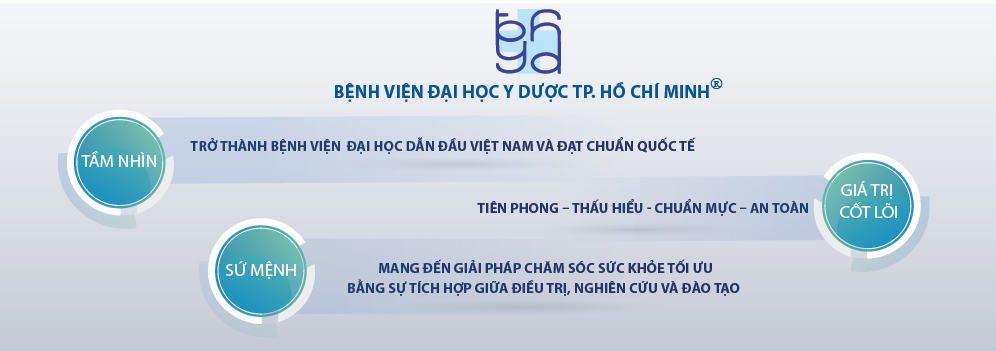 bh
yd
BỆNH VIỆN ĐẠI HỌC Y DƯỢC TP. HỒ CHÍ MINH®
TẦM NHÌN
TRỞ THÀNH BỆNH VIỆN ĐẠI HỌC DẪN ĐẦU VIỆT NAM VÀ ĐẠT CHUẨN QUỐC TẾ
GIÁ TRỊ
CỐT LÕI
TIÊN PHONG – THẤU HIỂU - CHUẨN MỰC – AN TOÀN
SỨ MỆNH
MANG ĐẾN GIẢI PHÁP CHĂM SÓC SỨC KHỎE TỐI ƯU
BẰNG SỰ TÍCH HỢP GIỮA ĐIỀU TRỊ, NGHIÊN CỨU VÀ ĐÀO TẠO